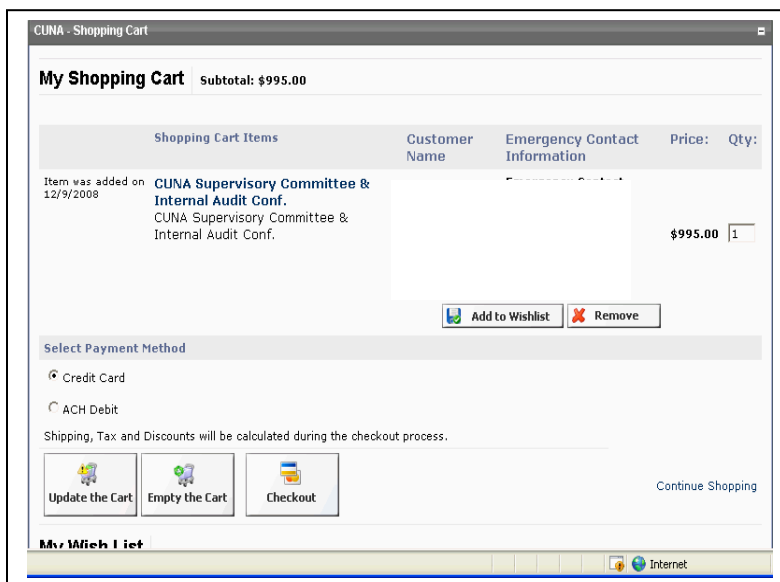 CUNA - Shopping Cart
My Shopping Cart Subtotal: $995.00
Shopping Cart Items Customer Name Emergency Contact Information Price: Qty:
Item was added on 12/9/2008
CUNA Supervisory Committee & Internal Audit Conf.
CUNA Supervisory Committee & Internal Audit Conf.
$995.00 1
Add to Wishlist Remove
Select Payment Method
Credit Card
ACH Debit
Shipping, Tax and Discounts will be calculated during the checkout process.
Update the Cart Empty the Cart Checkout
Continue Shopping
My Wish List
Internet